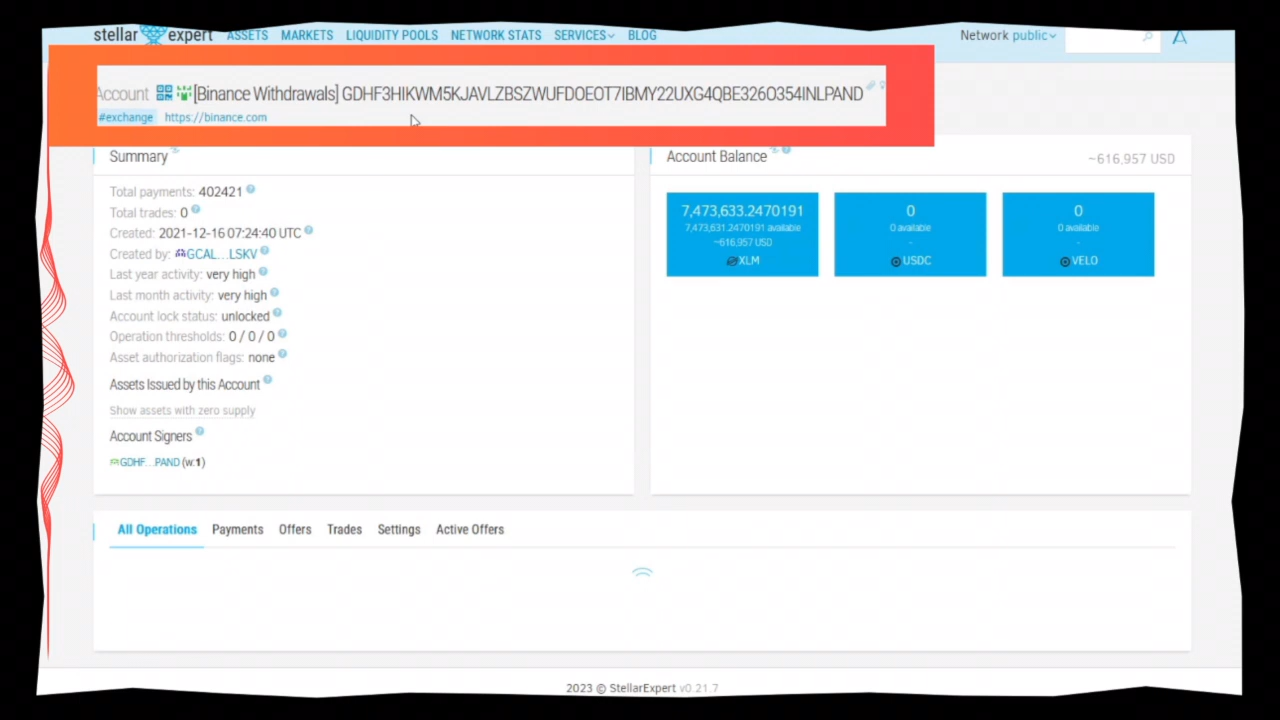 stellar expert ASSETS MARKETS LIQUIDITY POOLS NETWORK STATS SERVICES BLOG Network public
Account [Binance Withdrawals] GDHF3HIKWM5KJAVLZBSZWUFDOEOT7IBMY22UXG4QBE326O354INLPAND
#exchange https://binance.com
Summary
Total payments: 402421
Total trades: 0
Created: 2021-12-16 07:24:40 UTC
Created by: GCAL...LSKV
Last year activity: very high
Last month activity: very high
Account lock status: unlocked
Operation thresholds: 0 / 0 / 0
Asset authorization flags: none
Assets Issued by this Account
Show assets with zero supply
Account Signers
GDHF...PAND (w:1)
Account Balance ~616,957 USD
7,473,633.2470191
7,473,631.2470191 available
~616,957 USD
XLM
0
0 available
-
USDC
0
0 available
-
VELO
All Operations Payments Offers Trades Settings Active Offers
2023 © StellarExpert v0.21.7